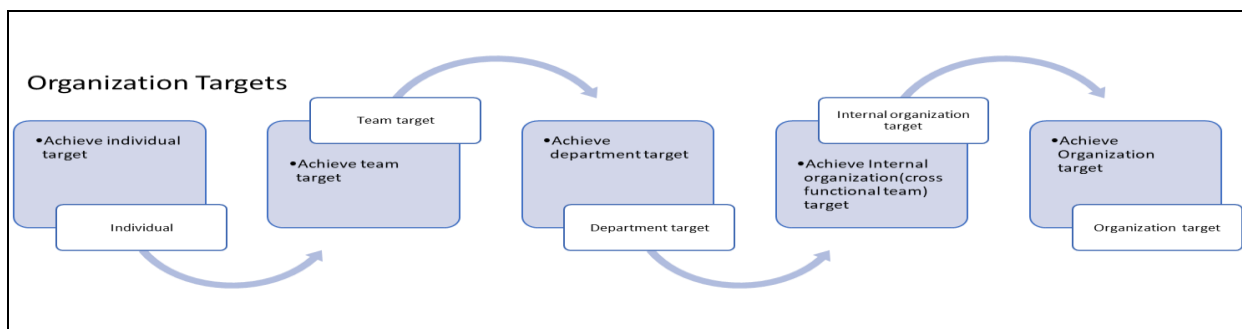 Organization Targets
•Achieve individual
target
Individual
Team target
•Achieve team
target
•Achieve
department target
Department target
Internal organization
target
•Achieve Internal
organization(cross
functional team)
target
•Achieve
Organization
target
Organization target